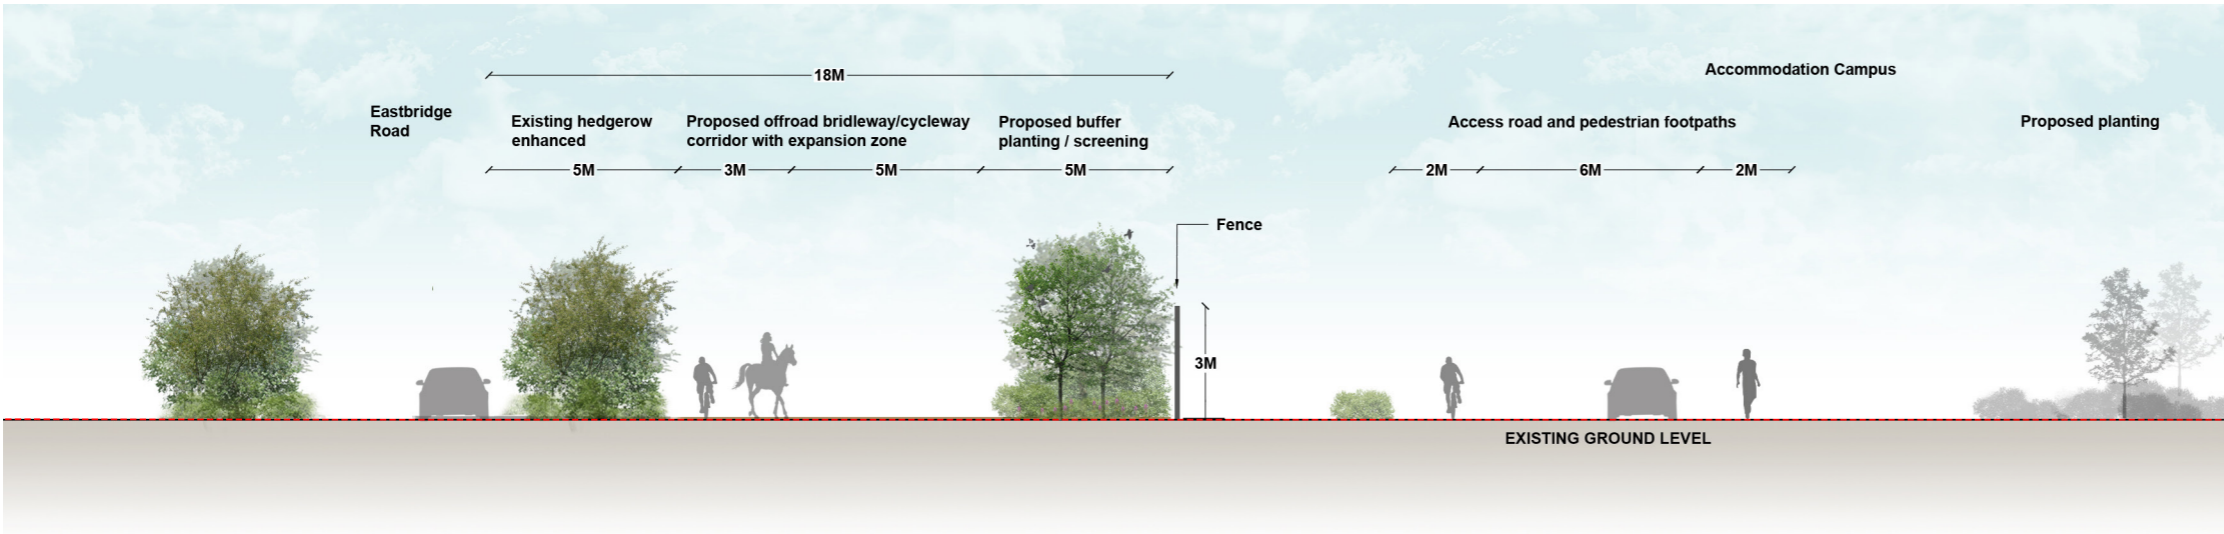 Accommodation Campus
18M
Eastbridge
Road
Existing hedgerow
enhanced
Proposed offroad bridleway/cycleway
corridor with expansion zone
Proposed buffer
planting / screening
Access road and pedestrian footpaths
Proposed planting
5M
3M
5M
5M
2M
6M
2M
Fence
3M
EXISTING GROUND LEVEL